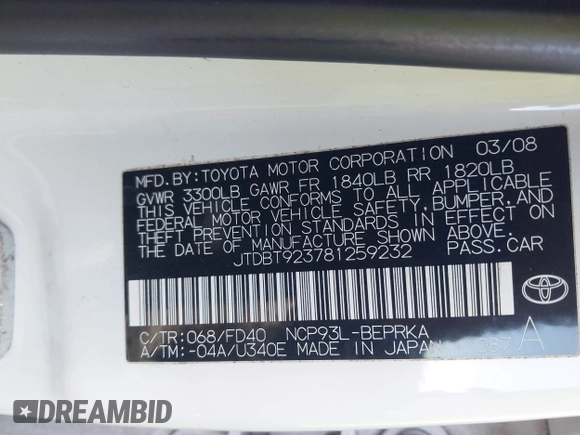 MFD. BY: TOYOTA MOTOR CORPORATION 03/08
GVWR 3300LB GAWR FR 1840LB RR 1820LB
THIS VEHICLE CONFORMS TO ALL APPLICABLE
FEDERAL MOTOR VEHICLE SAFETY, BUMPER, AND
THEFT PREVENTION STANDARDS IN EFFECT ON
THE DATE OF MANUFACTURE SHOWN ABOVE.
JTDBT923781259232 PASS. CAR
TOYOTA
C/TR: 068/FD40 NCP93L-BEPRKA A
A/TM: -04A/U340E MADE IN JAPAN
DREAMBID